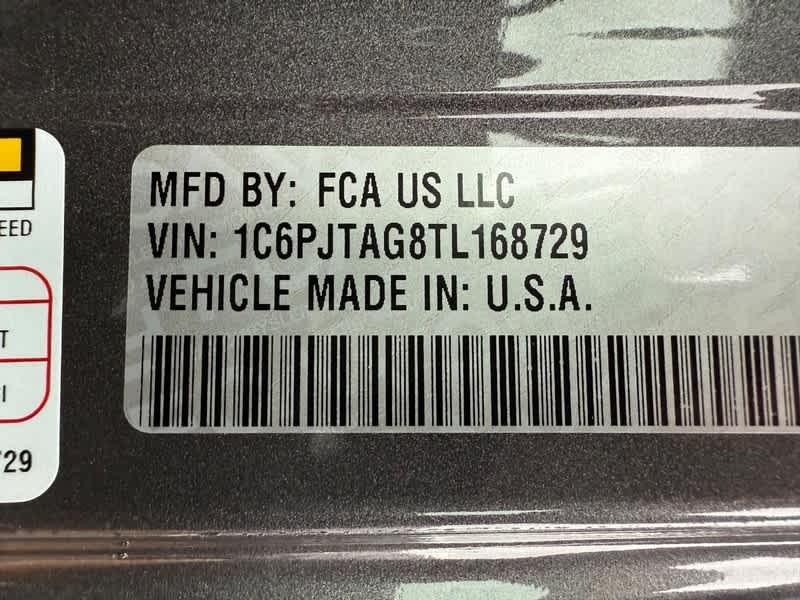 MFD BY: FCA US LLC
VIN: 1C6PJTAG8TL168729
VEHICLE MADE IN: U.S.A.
EED
T
I
729